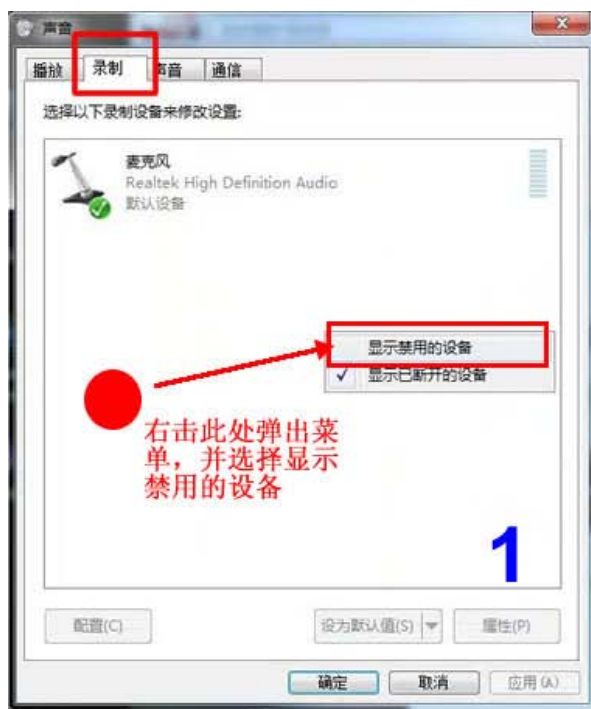 声音
播放 录制 声音 通信
选择以下录制设备来修改设置:
麦克风
Realtek High Definition Audio
默认设备
显示禁用的设备
✓ 显示已断开的设备
右击此处弹出菜
单，并选择显示
禁用的设备
1
配置(C) 设为默认值(S) 属性(P)
确定 取消 应用(A)